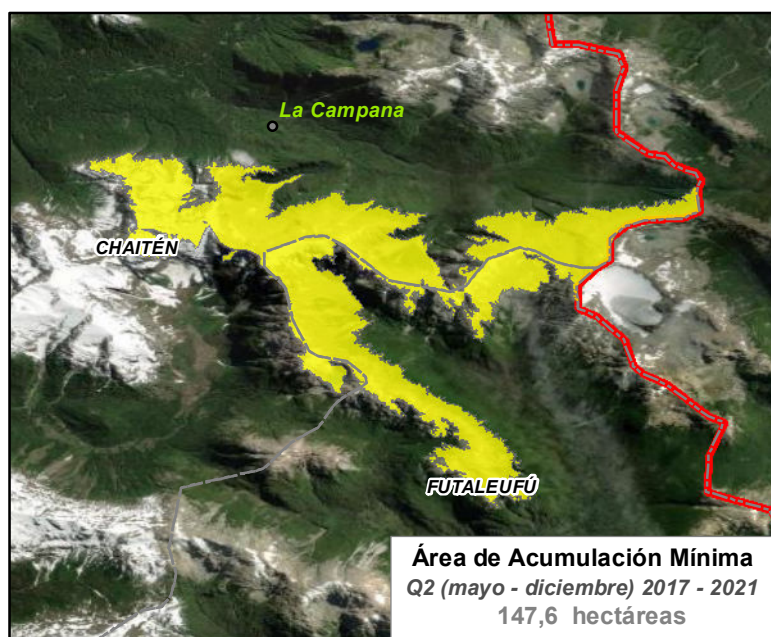 La Campana
CHAITÉN
FUTALEUFÚ
Área de Acumulación Mínima
Q2 (mayo - diciembre) 2017 - 2021
147,6 hectáreas